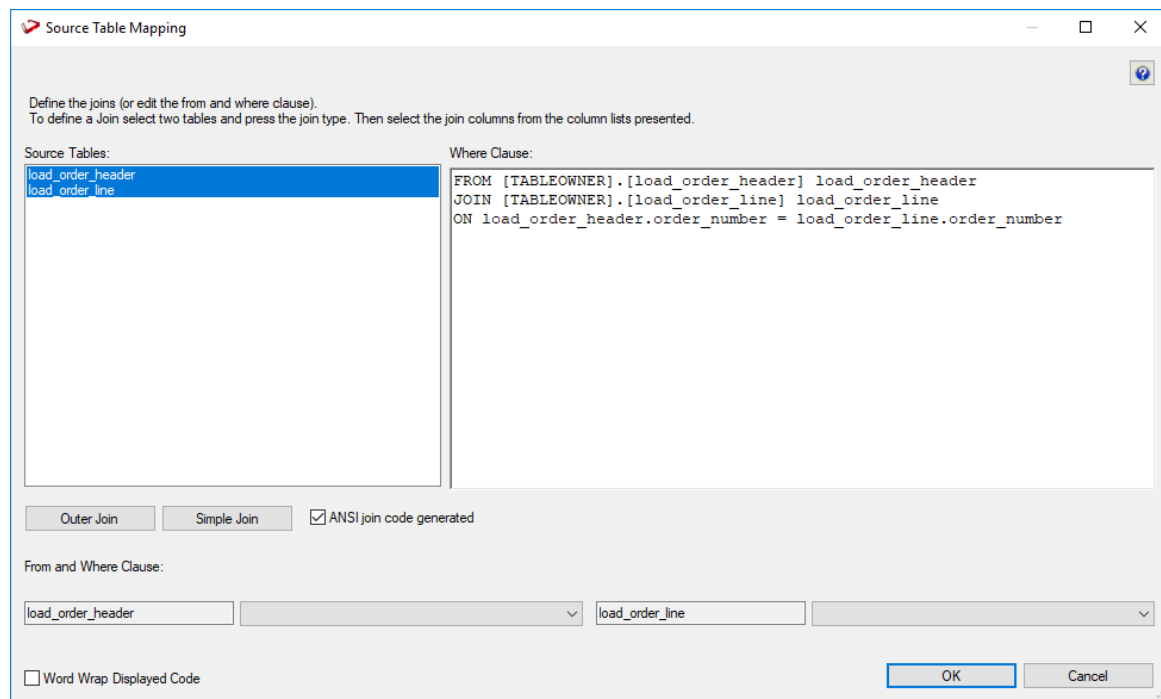 Source Table Mapping
Define the joins (or edit the from and where clause).
To define a Join select two tables and press the join type. Then select the join columns from the column lists presented.
Source Tables:
Where Clause:
load_order_header
load_order_line
FROM [TABLEOWNER].[load_order_header] load_order_header
JOIN [TABLEOWNER].[load_order_line] load_order_line
ON load_order_header.order_number = load_order_line.order_number
Outer Join
Simple Join
ANSI join code generated
From and Where Clause:
load_order_header
load_order_line
Word Wrap Displayed Code
OK
Cancel